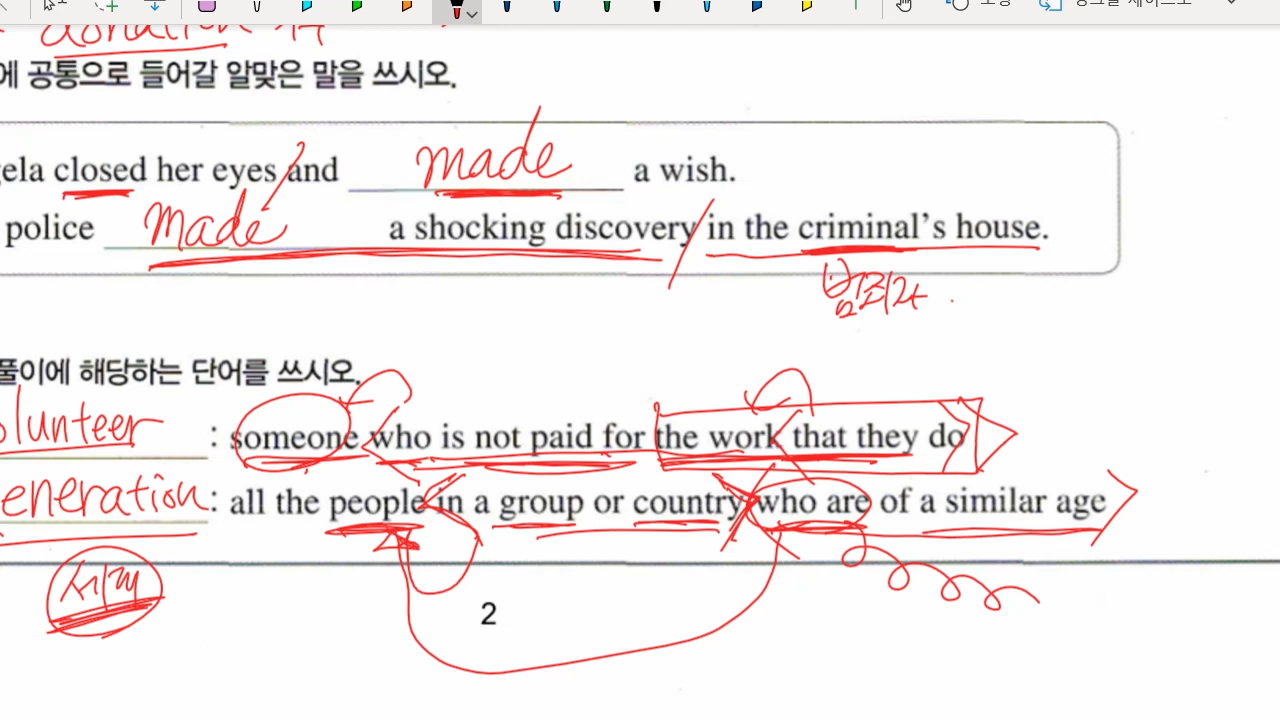 donation
에 공통으로 들어갈 알맞은 말을 쓰시오.
gela closed her eyes and made a wish.
police made a shocking discovery in the criminal's house.
범죄자
풀이에 해당하는 단어를 쓰시오.
olunteer : someone who is not paid for the work that they do
eneration : all the people in a group or country who are of a similar age
세대
2